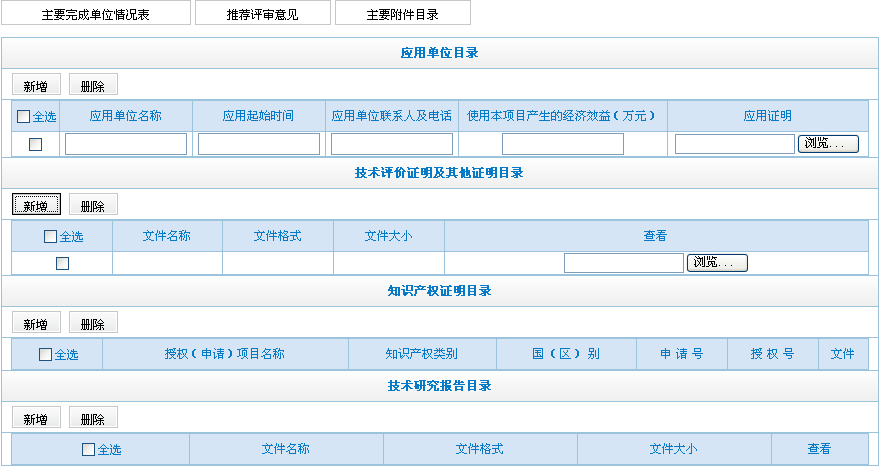 主要完成单位情况表 推荐评审意见 主要附件目录
应用单位目录
新增 删除
全选 应用单位名称 应用起始时间 应用单位联系人及电话 使用本项目产生的经济效益(万元) 应用证明
浏览...
技术评价证明及其他证明目录
新增 删除
全选 文件名称 文件格式 文件大小 查看
浏览...
知识产权证明目录
新增 删除
全选 授权(申请)项目名称 知识产权类别 国(区)别 申请号 授权号 文件
技术研究报告目录
新增 删除
全选 文件名称 文件格式 文件大小 查看